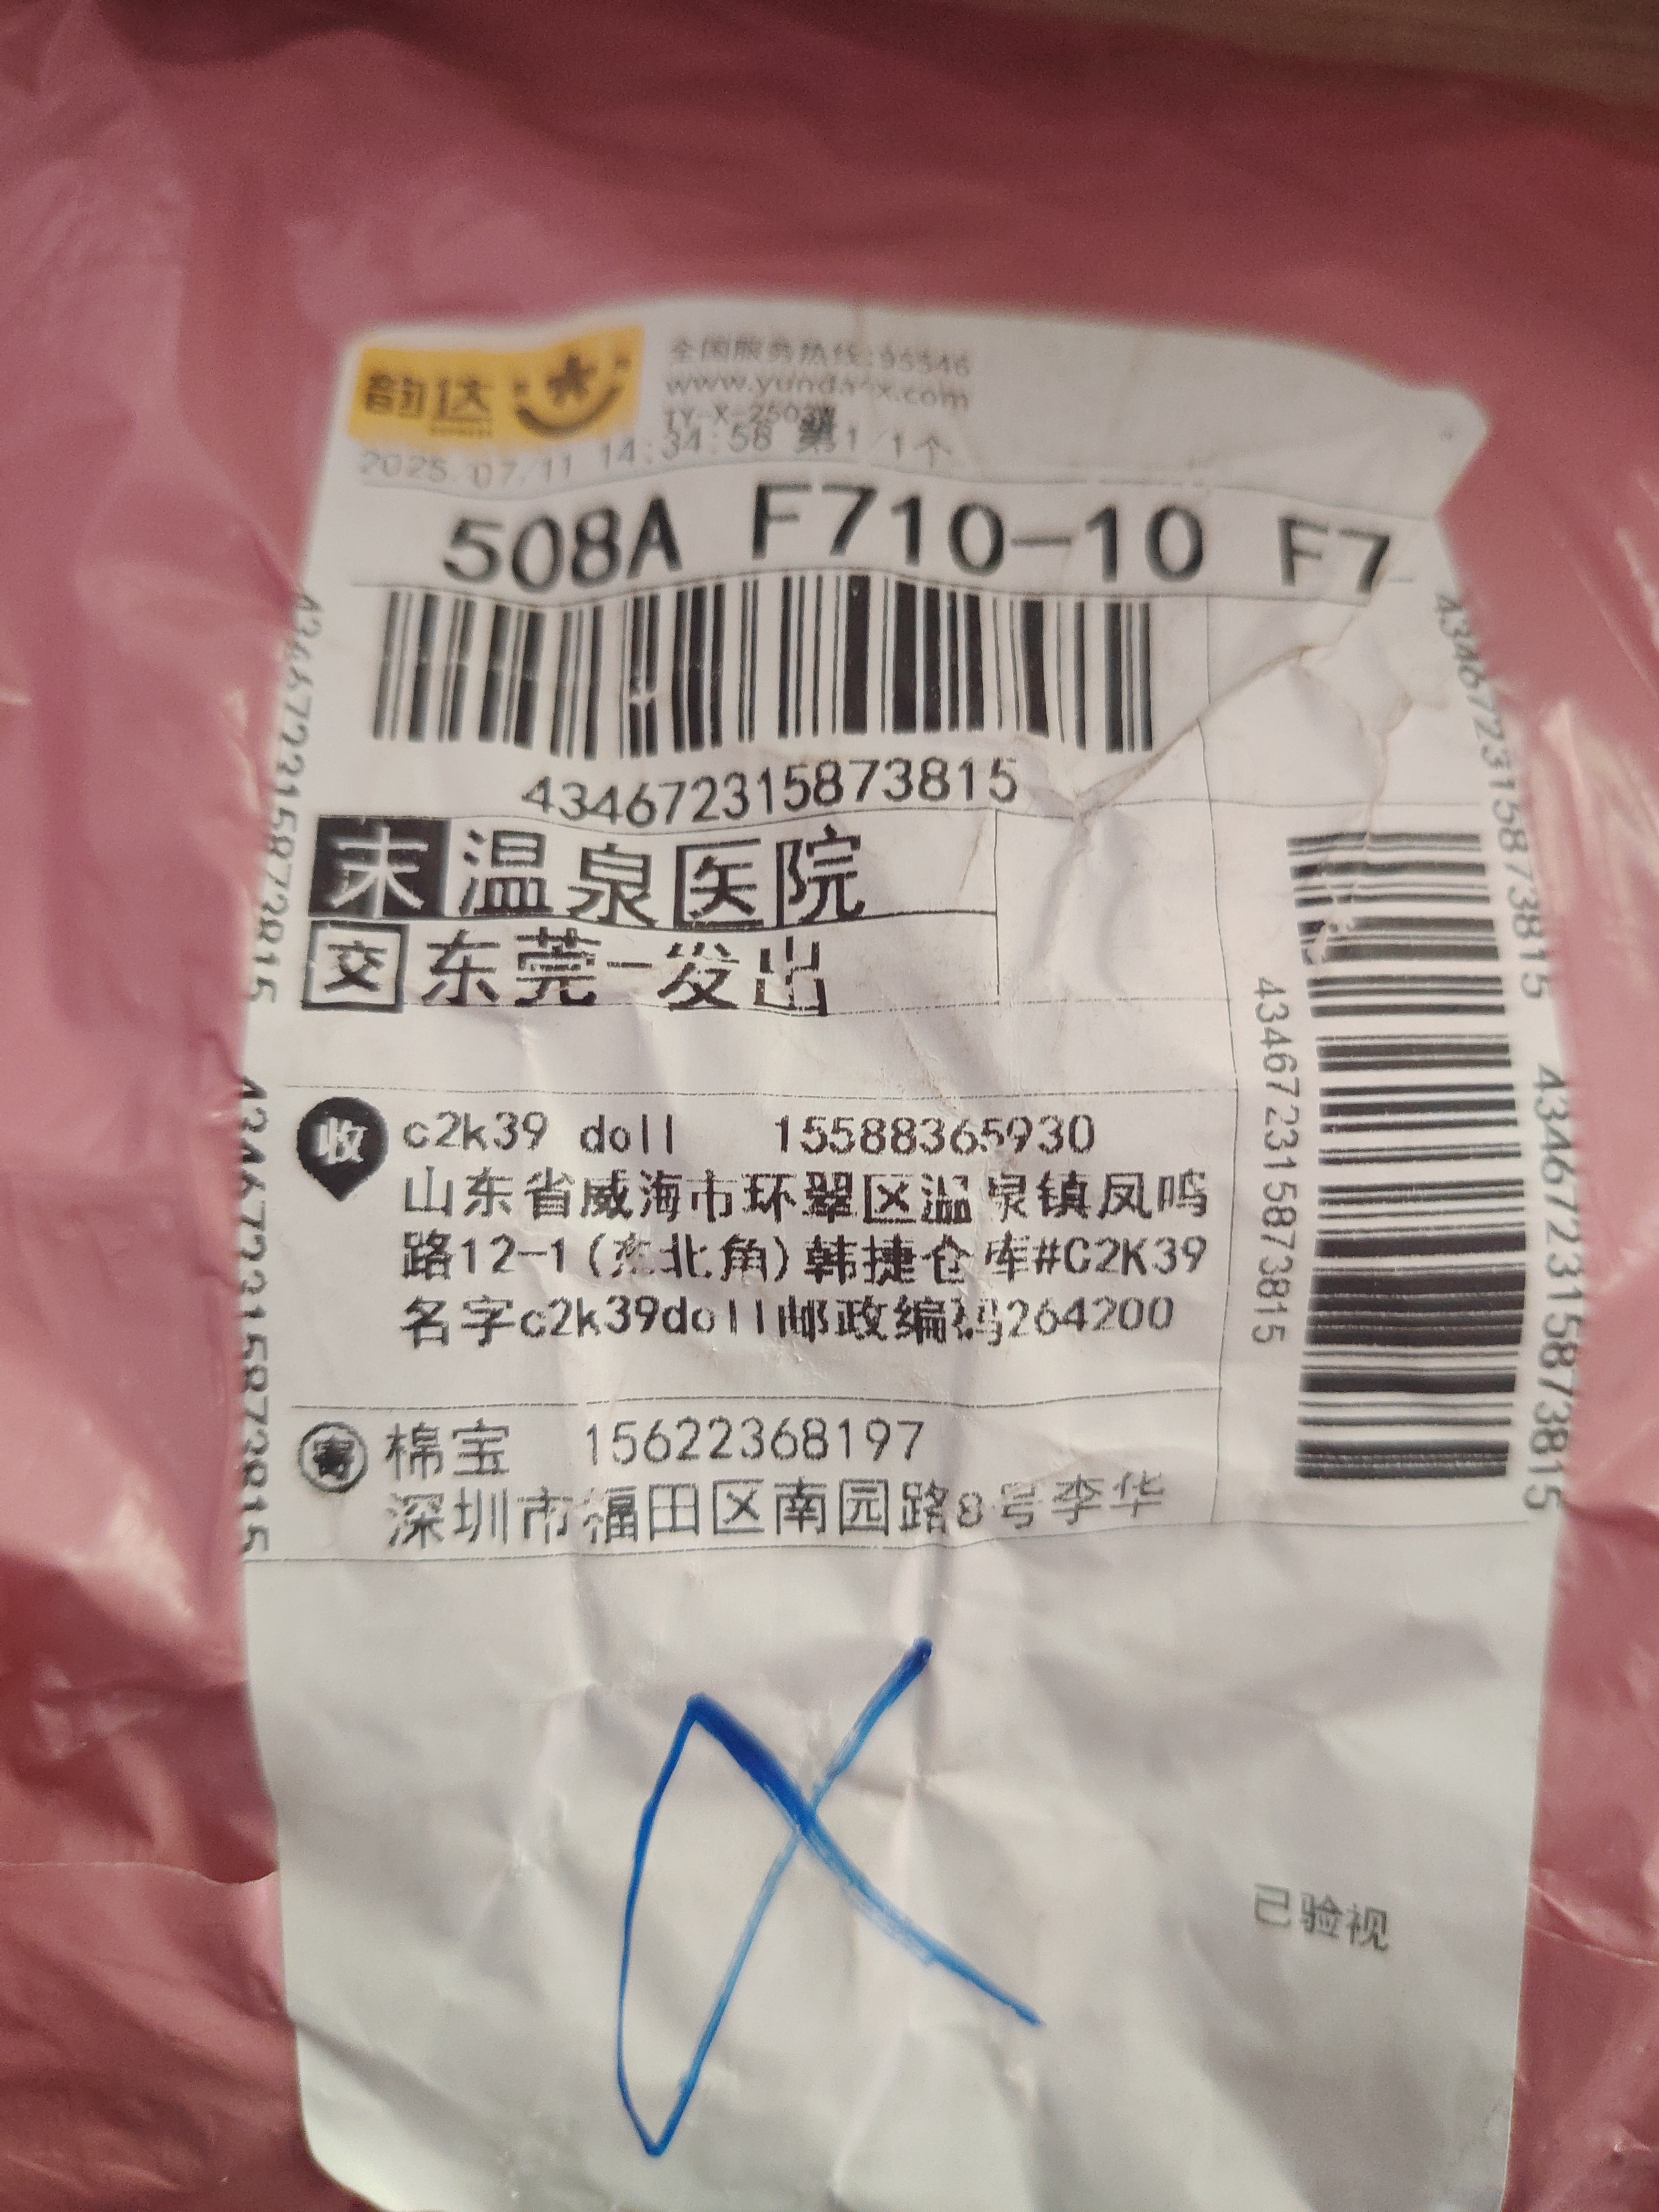 韵达
全国服务热线:95546
www.yundaex.com
2025.07.11 14:34:58 第1/1个
508A F710-10 F7
434672315873815
末 温泉医院
交 东莞-发出
收 c2k39 doll 15588365930
山东省威海市环翠区温泉镇凤鸣
路12-1(东北角)韩捷仓库#C2K39
名字c2k39doll邮政编码264200
寄 棉宝 15622368197
深圳市福田区南园路8号李华
已验视
434672315873815
434672315873815
434672315873815
434672315873815
434672315873815